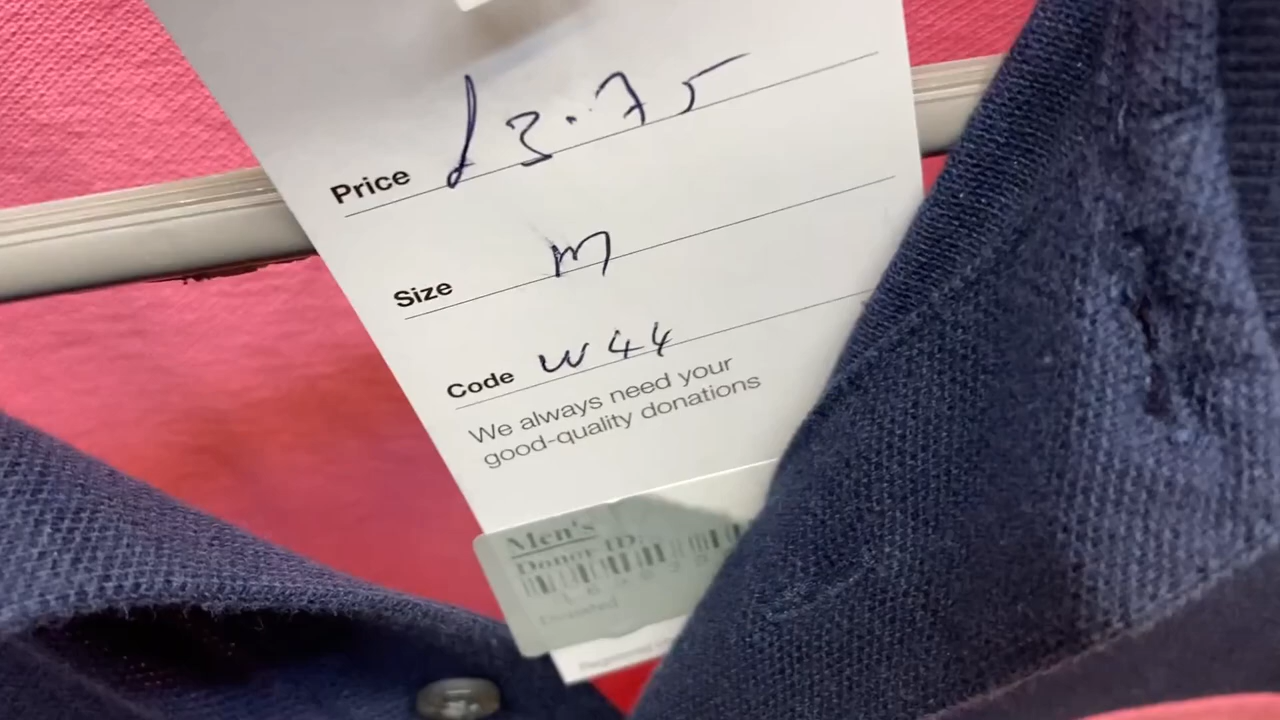 Price £3.75
Size m
Code W44
We always need your
good-quality donations
Men's
Donor ID